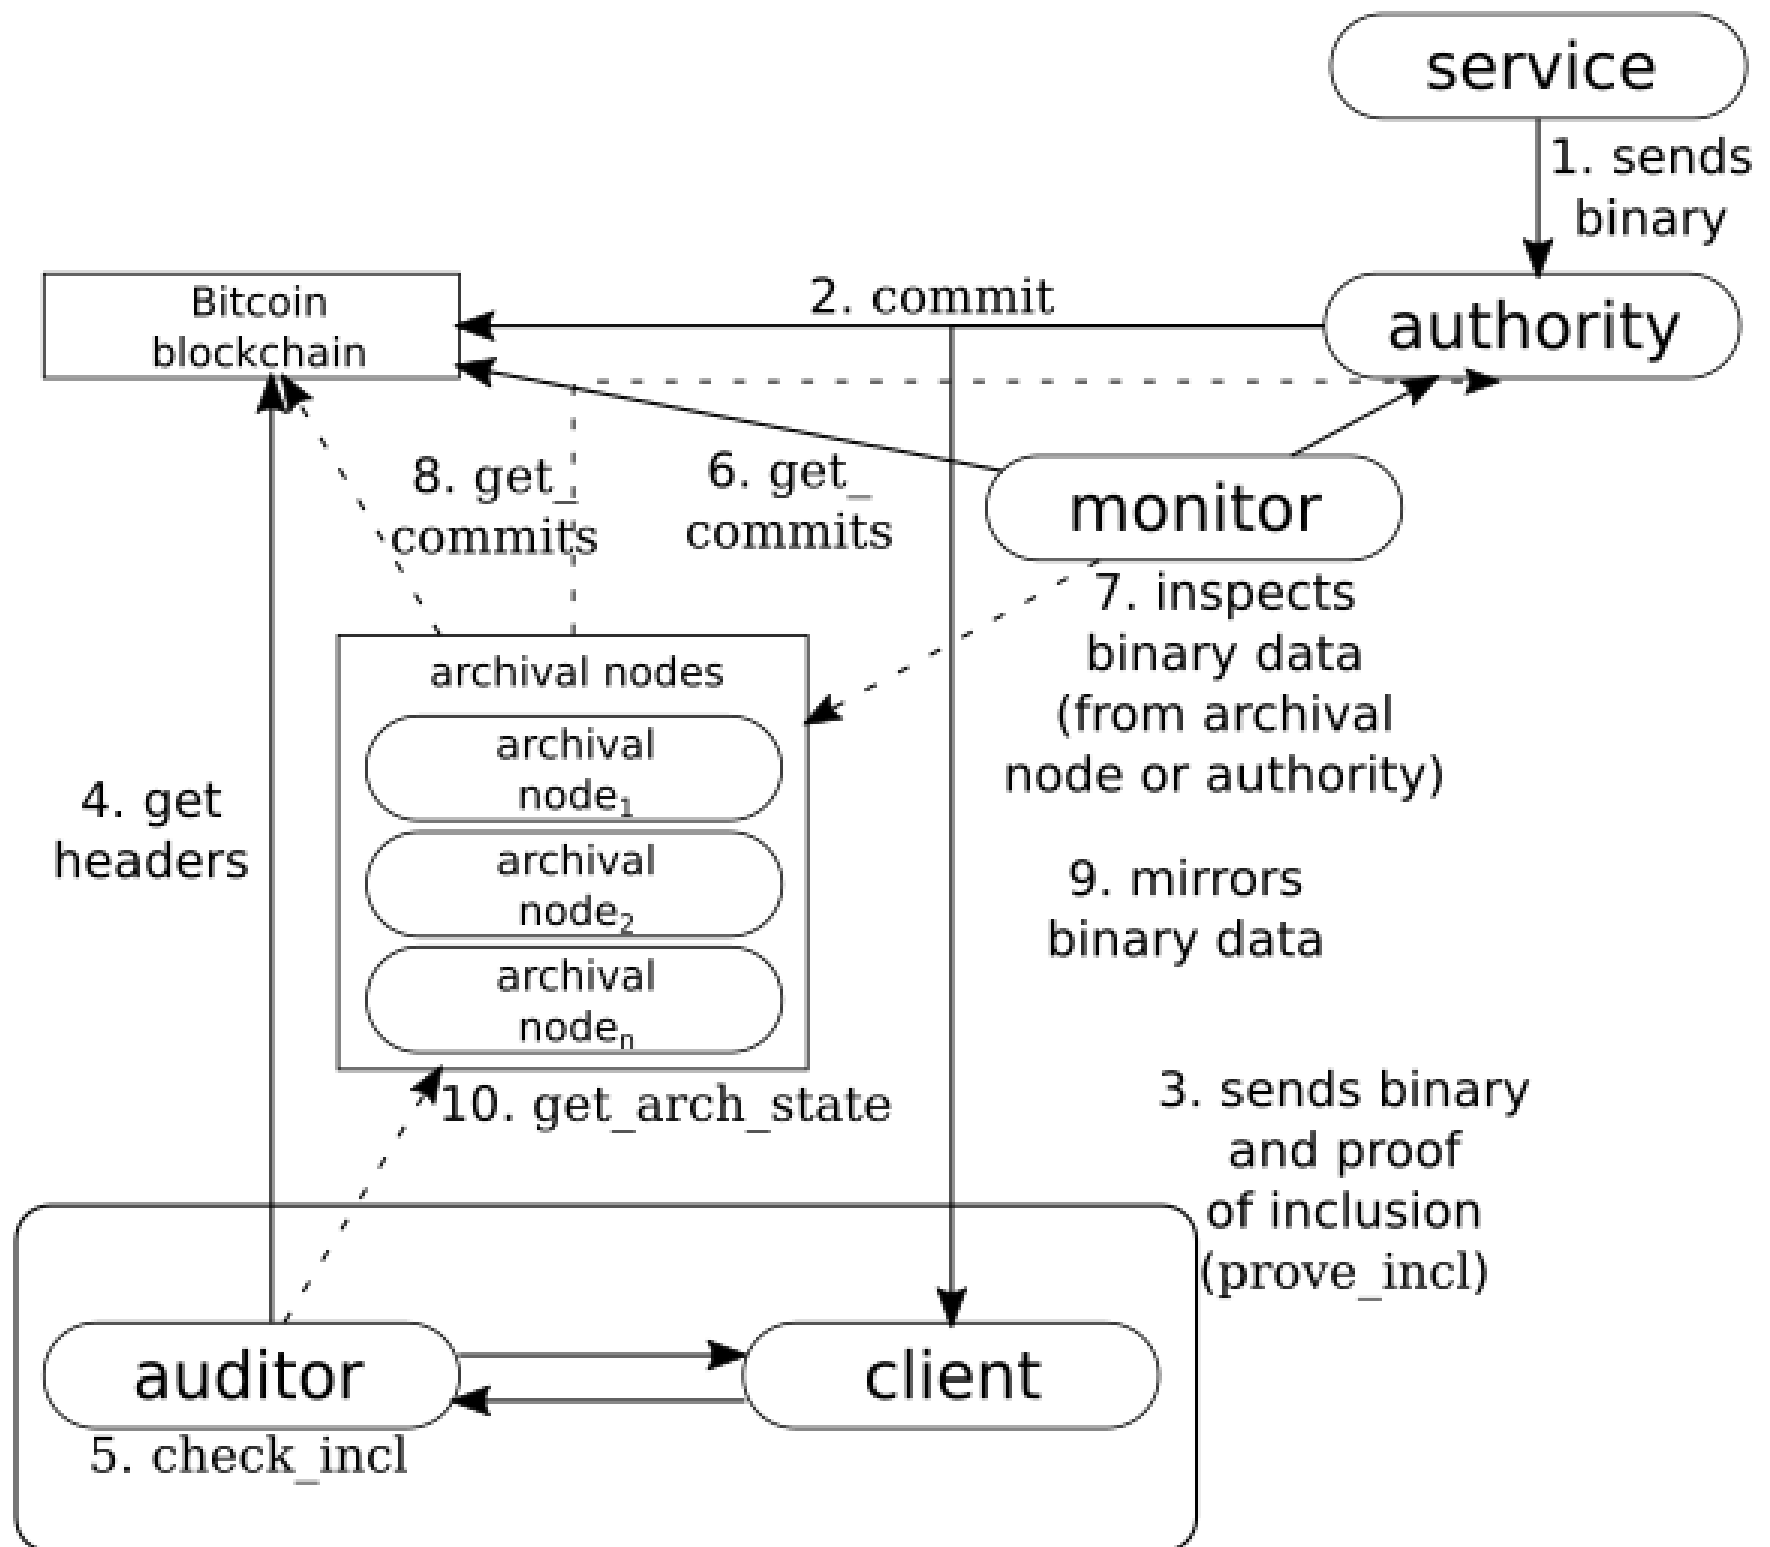 service
1. sends
binary
Bitcoin
blockchain
2. commit
authority
8. get_
commits
6. get_
commits
monitor
7. inspects
binary data
(from archival
node or authority)
archival nodes
archival
node1
archival
node2
archival
noden
4. get
headers
9. mirrors
binary data
10. get_arch_state
3. sends binary
and proof
of inclusion
(prove_incl)
auditor
client
5. check_incl